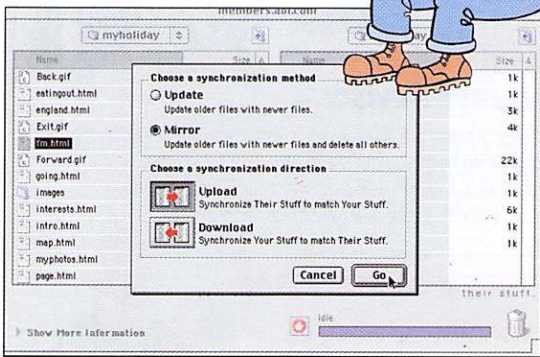 members.aol.com
myholiday
ay
Name Size Name Size
Back.gif 1k
eatingout.html 1k
england.html 3k
Exit.gif 4k
fm.html
Forward.gif 22k
going.html 1k
images 1k
interests.html 6k
intro.html 1k
map.html 1k
myphotos.html
page.html
Choose a synchronization method
Update
Update older files with newer files.
Mirror
Update older files with newer files and delete all others.
Choose a synchronization direction
Upload
Synchronize Their Stuff to match Your Stuff.
Download
Synchronize Your Stuff to match Their Stuff.
Cancel Go
their stuff.
Idle.
Show More Information